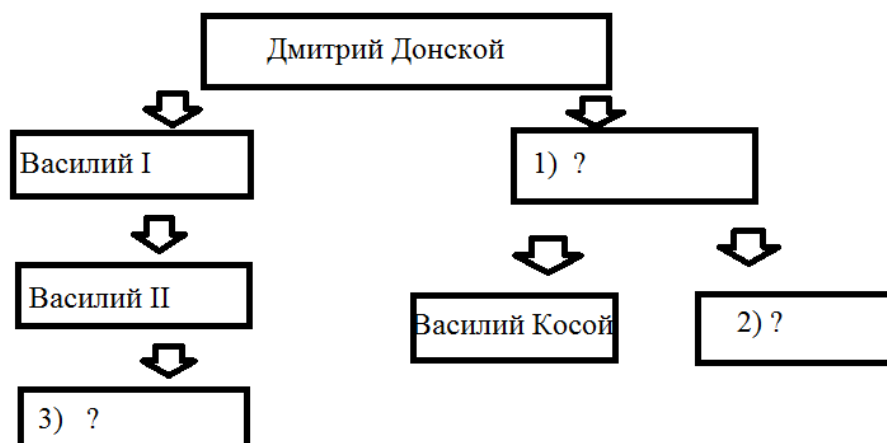 Дмитрий Донской
Василий I
1) ?
Василий II
Василий Косой
2) ?
3) ?